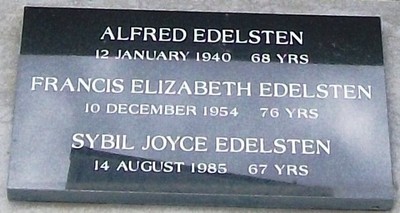 ALFRED EDELSTEN
12 JANUARY 1940 68 YRS
FRANCIS ELIZABETH EDELSTEN
10 DECEMBER 1954 76 YRS
SYBIL JOYCE EDELSTEN
14 AUGUST 1985 67 YRS